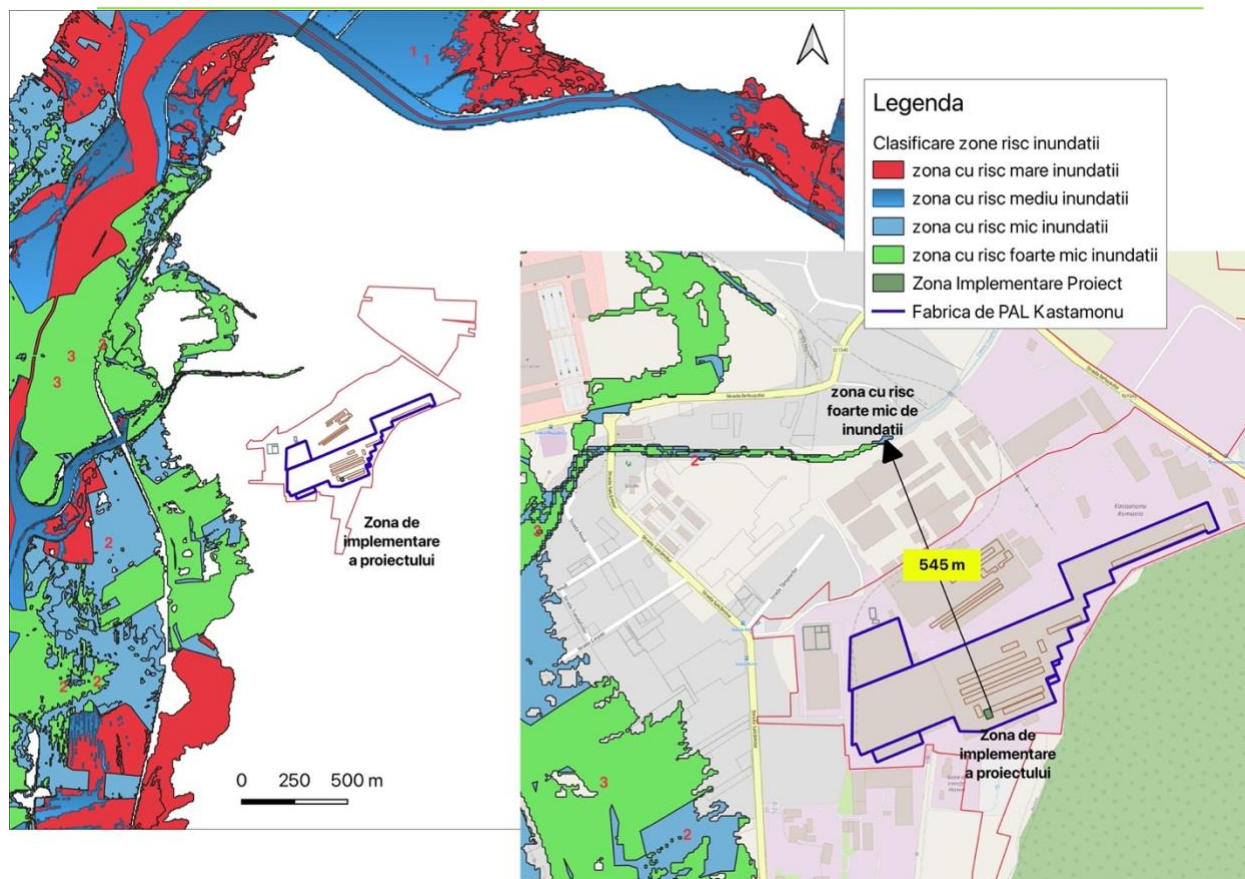 1
1
3
2
3
2
2
2
Zona de
implementare
a proiectului
0 250 500 m
Legenda
Clasificare zone risc inundatii
zona cu risc mare inundatii
zona cu risc mediu inundatii
zona cu risc mic inundatii
zona cu risc foarte mic inundatii
Zona Implementare Proiect
Fabrica de PAL Kastamonu
zona cu risc
foarte mic de
inundatii
2
3
545 m
Kastamonu
Romania
Zona de
implementare
a proiectului
3
2